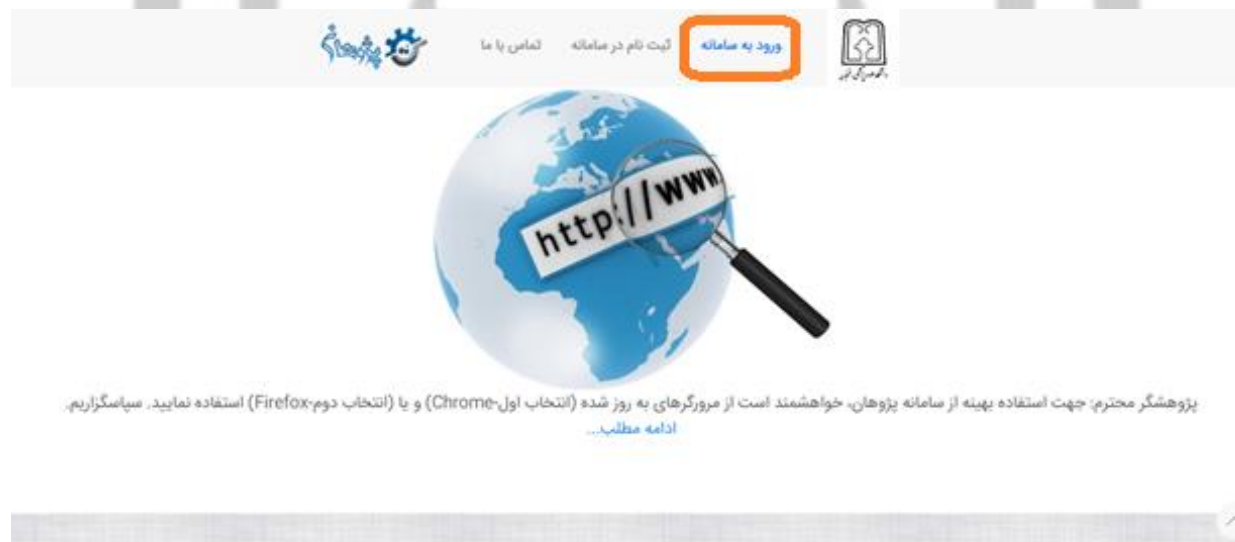 ورود به سامانه
ثبت نام در سامانه
تماس با ما
پژوهان
http://www
پژوهشگر محترم: جهت استفاده بهینه از سامانه پژوهان، خواهشمند است از مرورگرهای به روز شده (انتخاب اول-Chrome) و یا (انتخاب دوم-Firefox) استفاده نمایید. سپاسگزاریم.
ادامه مطلب...